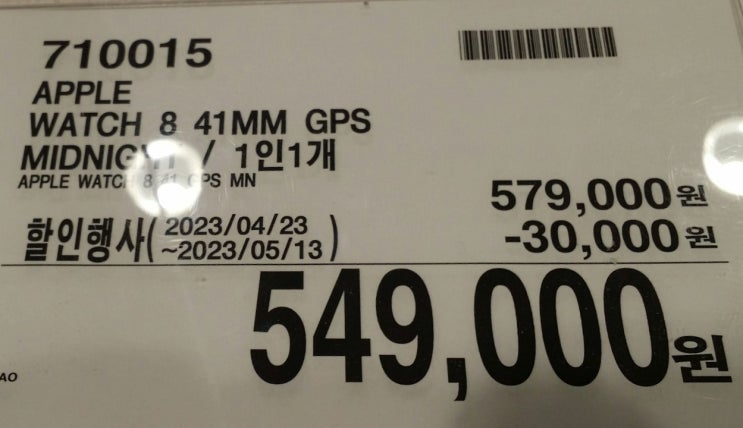 710015
APPLE
WATCH 8 41MM GPS
MIDNIGHT / 1인1개
APPLE WATCH 8 41 GPS MN
579,000원
할인행사( 2023/04/23
~2023/05/13 )
-30,000원
549,000원
AO